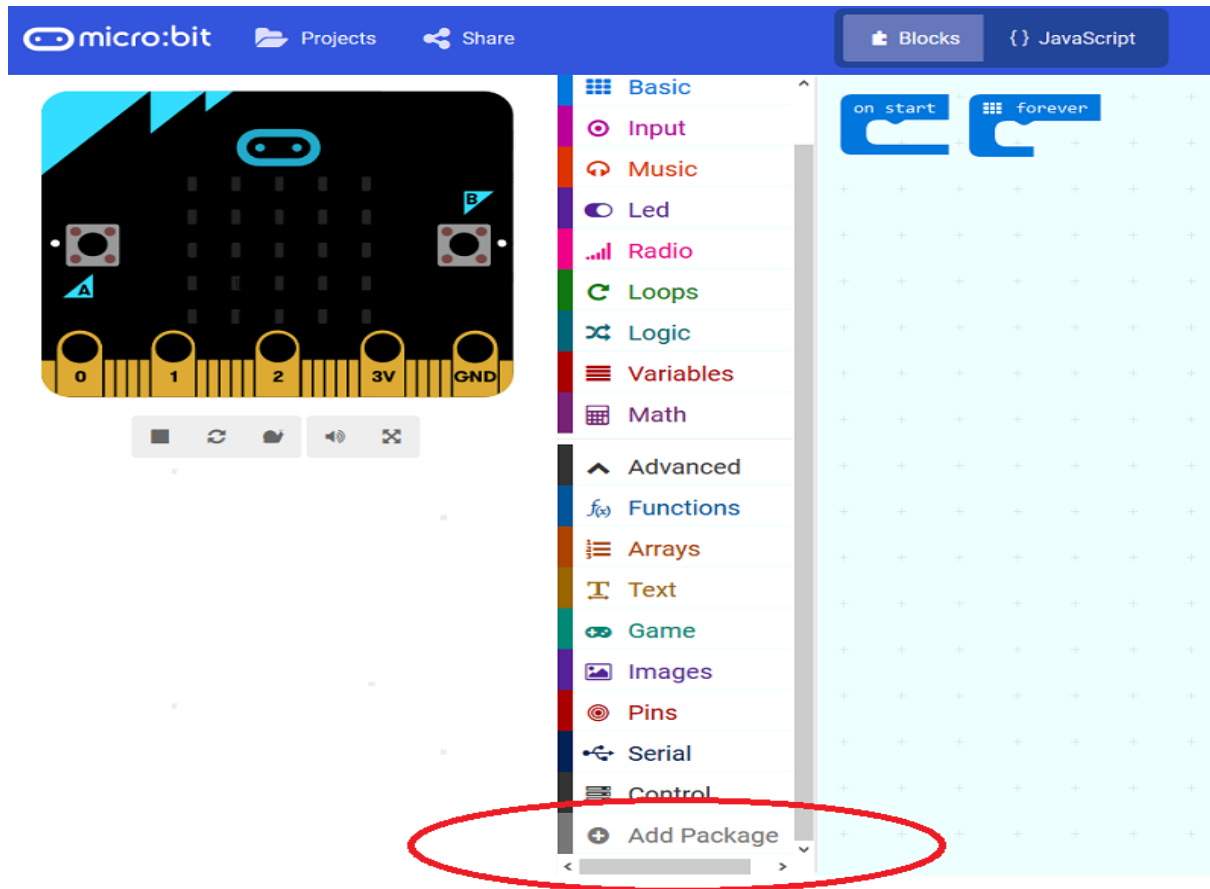 micro:bit Projects Share Blocks {} JavaScript
Basic
Input
Music
Led
Radio
Loops
Logic
Variables
Math
Advanced
f(x) Functions
Arrays
Text
Game
Images
Pins
Serial
Control
Add Package
on start forever
B
A
0 1 2 3V GND